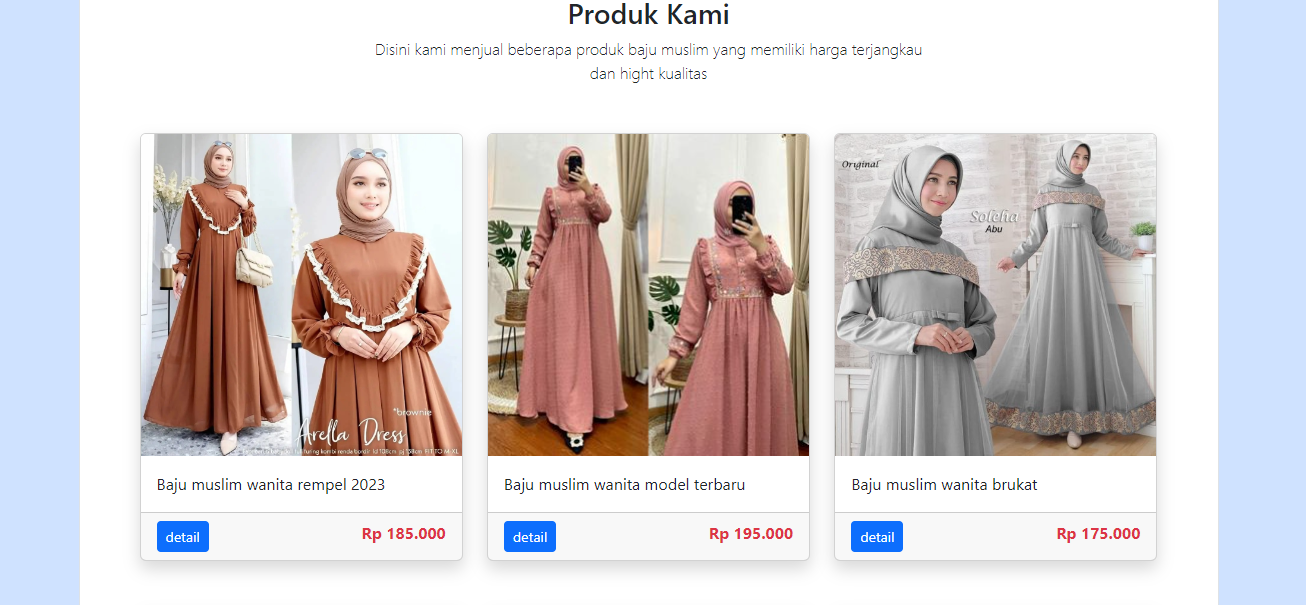 Produk Kami
Disini kami menjual beberapa produk baju muslim yang memiliki harga terjangkau
dan hight kualitas
*brownie
Arella Dress
Original
Solcha
Abu
Baju muslim wanita rempel 2023
Baju muslim wanita model terbaru
Baju muslim wanita brukat
detail
Rp 185.000
detail
Rp 195.000
detail
Rp 175.000